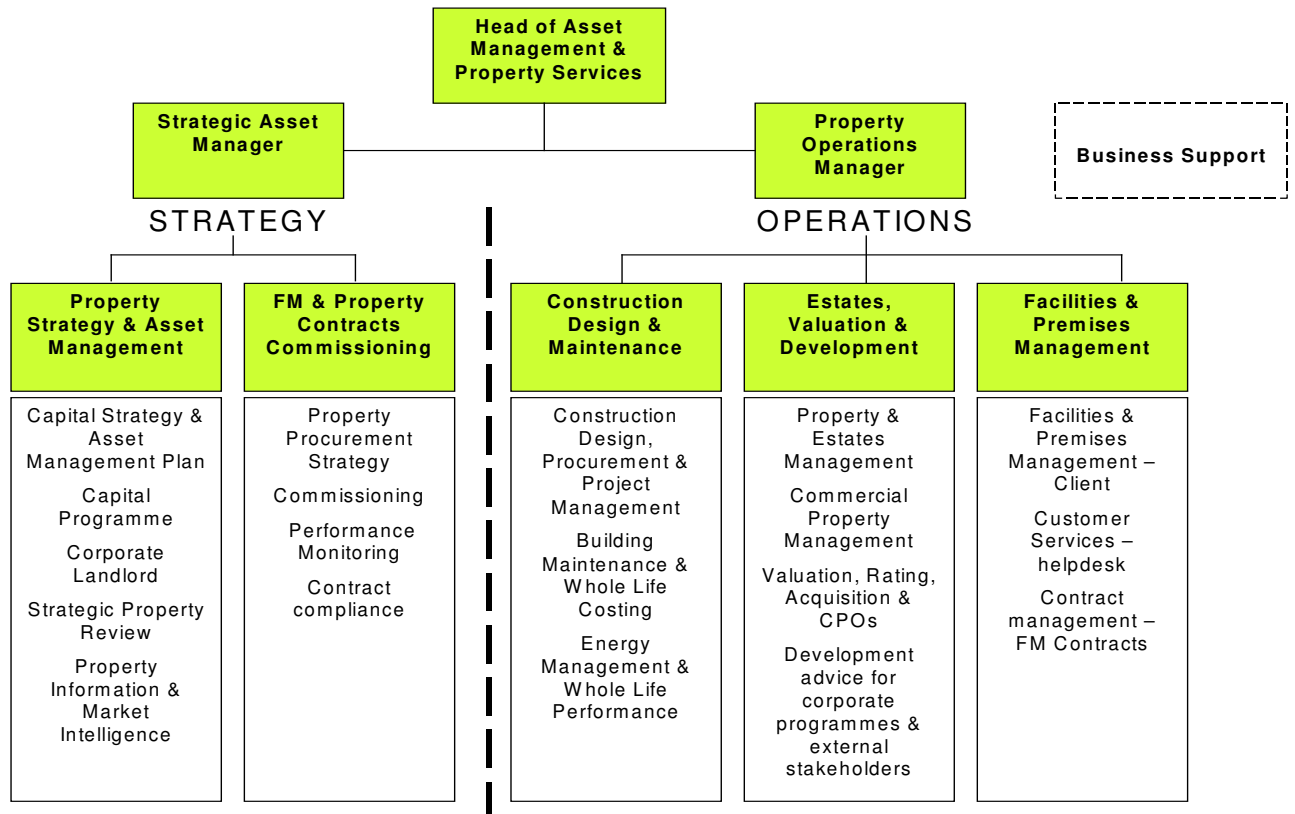 Head of Asset
Management &
Property Services
Strategic Asset
Manager
Property
Operations
Manager
Business Support
STRATEGY
OPERATIONS
Property
Strategy & Asset
Management
FM & Property
Contracts
Commissioning
Construction
Design &
Maintenance
Estates,
Valuation &
Development
Facilities &
Premises
Management
Capital Strategy &
Asset
Management Plan
Capital
Programme
Corporate
Landlord
Strategic Property
Review
Property
Information &
Market
Intelligence
Property
Procurement
Strategy
Commissioning
Performance
Monitoring
Contract
compliance
Construction
Design,
Procurement &
Project
Management
Building
Maintenance &
Whole Life
Costing
Energy
Management &
Whole Life
Performance
Property &
Estates
Management
Commercial
Property
Management
Valuation, Rating,
Acquisition &
CPOs
Development
advice for
corporate
programmes &
external
stakeholders
Facilities &
Premises
Management –
Client
Customer
Services –
helpdesk
Contract
management –
FM Contracts